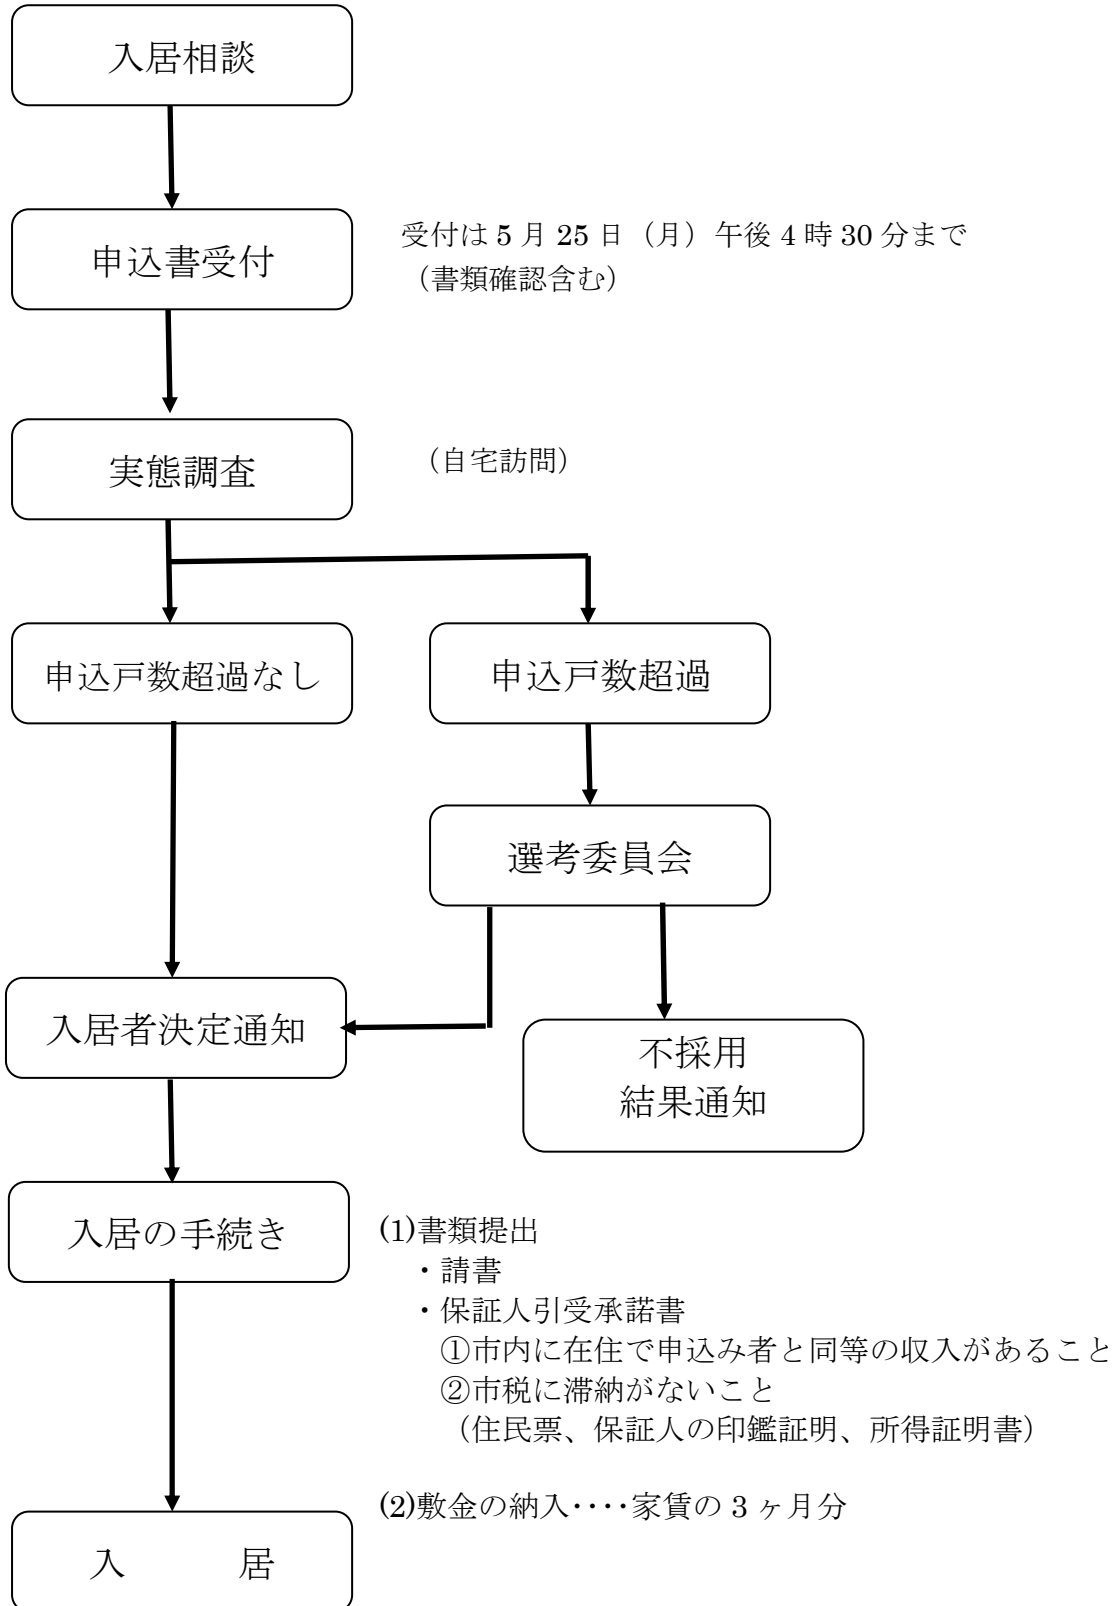 入居相談
申込書受付
受付は 5 月 25 日（月）午後 4 時 30 分まで
（書類確認含む）
実態調査
（自宅訪問）
申込戸数超過なし
申込戸数超過
選考委員会
入居者決定通知
不採用
結果通知
入居の手続き
(1)書類提出
・請書
・保証人引受承諾書
①市内に在住で申込み者と同等の収入があること
②市税に滞納がないこと
（住民票、保証人の印鑑証明、所得証明書）
(2)敷金の納入････家賃の 3 ヶ月分
入　　　居